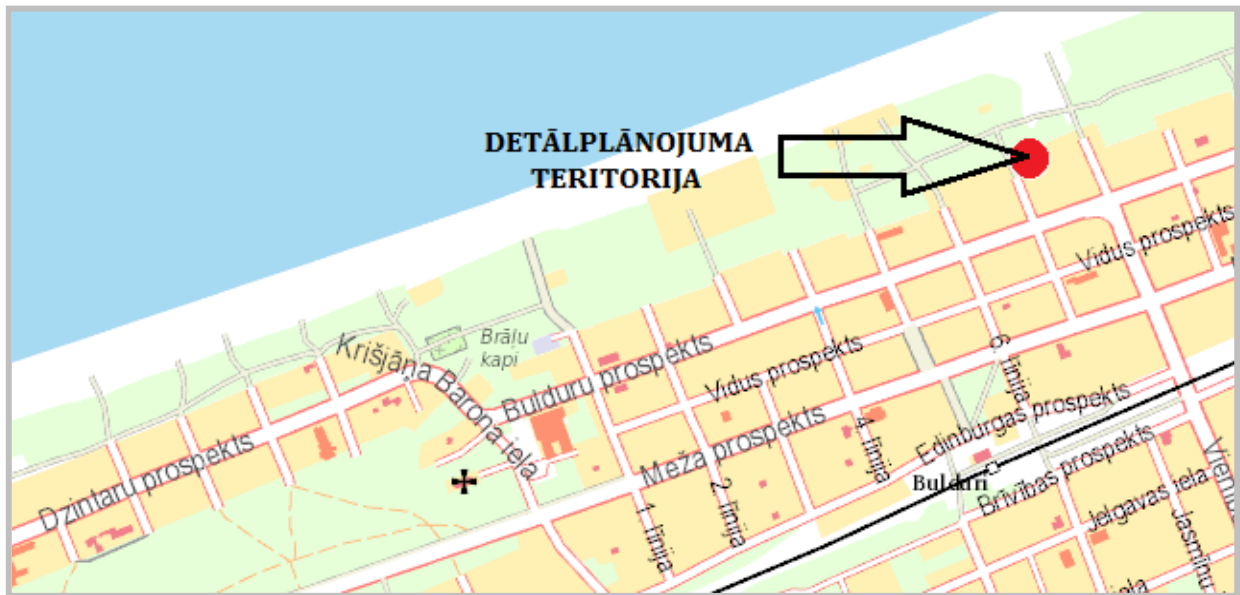 DETĀLPLĀNOJUMA
TERITORIJA
Vidus prospekts
Brāļu
kapi
Krišjāņa Barona iela
Bulduru prospekts
Vidus prospekts
6. līnija
Dzintaru prospekts
Meža prospekts
4. līnija
Edinburgas prospekts
Bulduri
Brīvības prospekts
1. līnija
2. līnija
Jelgavas iela
Jasmīnu
iela